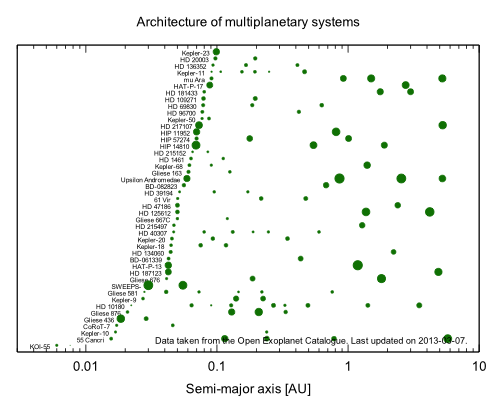 Architecture of multiplanetary systems
Kepler-23
HD 20003
HD 136352
Kepler-11
mu Ara
HAT-P-17
HD 181433
HD 109271
HD 69830
HD 96700
Kepler-50
HD 217107
HIP 11952
HIP 57274
HIP 14810
HD 215152
HD 1461
Kepler-68
Gliese 163
Upsilon Andromedae
BD-082823
HD 39194
61 Vir
HD 47186
HD 125612
Gliese 667C
HD 215497
HD 40307
Kepler-20
Kepler-18
HD 134060
BD-061339
HAT-P-13
HD 187123
Gliese 676
SWEEPS-
Gliese 581
Kepler-9
HD 10180
Gliese 876
Gliese 436
CoRoT-7
Kepler-10
55 Cancri
KOI-55
Data taken from the Open Exoplanet Catalogue. Last updated on 2013-03-07.
0.01 0.1 1 10
Semi-major axis [AU]